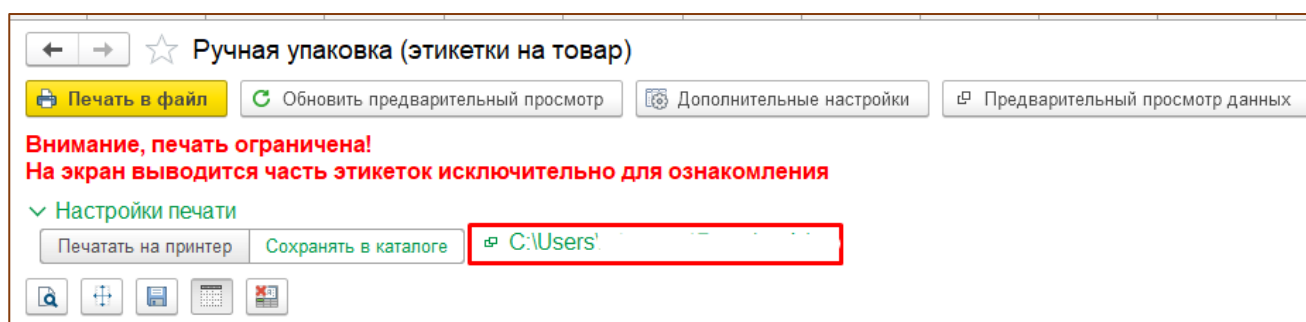 Ручная упаковка (этикетки на товар)
Печать в файл Обновить предварительный просмотр Дополнительные настройки Предварительный просмотр данных
Внимание, печать ограничена!
На экран выводится часть этикеток исключительно для ознакомления
Настройки печати
Печатать на принтер Сохранять в каталоге C:\Users\